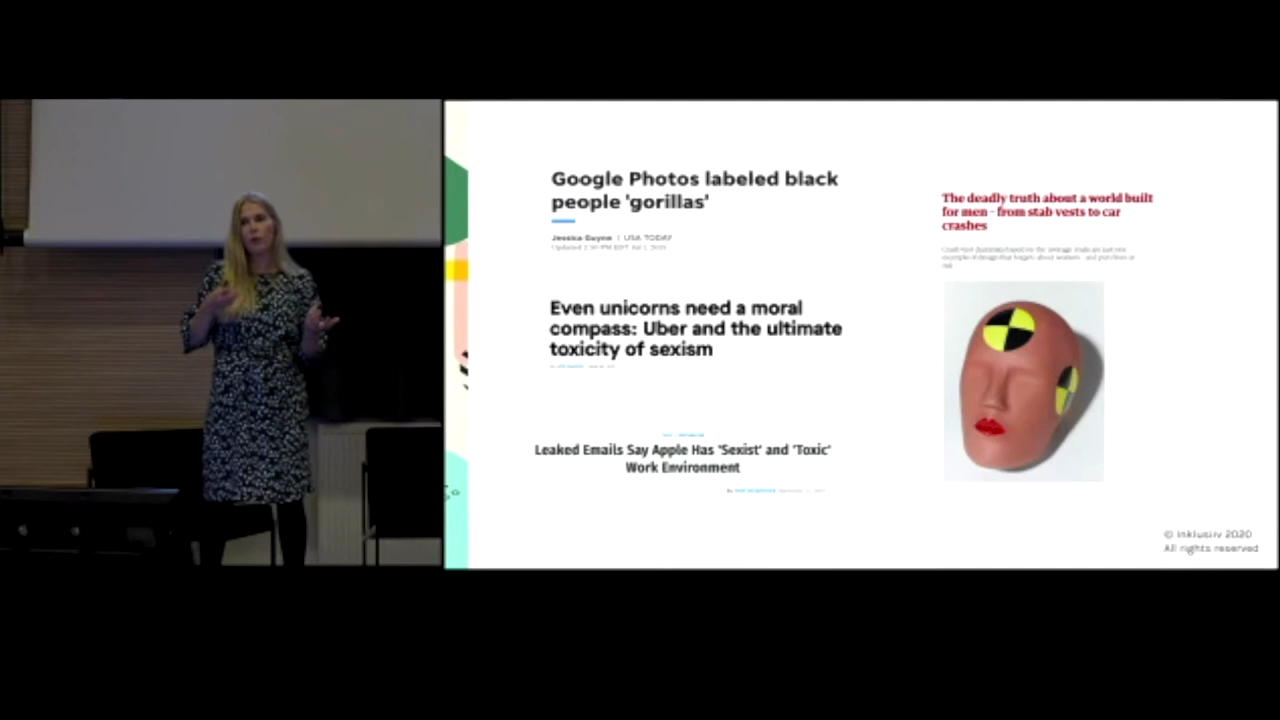 Google Photos labeled black
people 'gorillas'
Jessica Guynn | USA TODAY
Even unicorns need a moral
compass: Uber and the ultimate
toxicity of sexism
Leaked Emails Say Apple Has 'Sexist' and 'Toxic'
Work Environment
The deadly truth about a world built
for men - from stab vests to car
crashes
© Inklusiiv 2020
All rights reserved